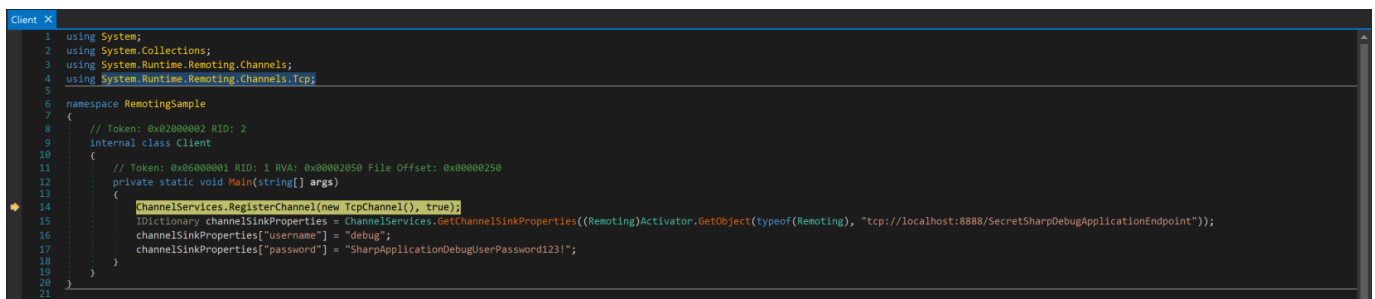 Client ×
1 using System;
2 using System.Collections;
3 using System.Runtime.Remoting.Channels;
4 using System.Runtime.Remoting.Channels.Tcp;
5
6 namespace RemotingSample
7 {
8 // Token: 0x02000002 RID: 2
9 internal class Client
10 {
11 // Token: 0x06000001 RID: 1 RVA: 0x00002050 File Offset: 0x00000250
12 private static void Main(string[] args)
13 {
14 ChannelServices.RegisterChannel(new TcpChannel(), true);
15 IDictionary channelSinkProperties = ChannelServices.GetChannelSinkProperties((Remoting)Activator.GetObject(typeof(Remoting), "tcp://localhost:8888/SecretSharpDebugApplicationEndpoint"));
16 channelSinkProperties["username"] = "debug";
17 channelSinkProperties["password"] = "SharpApplicationDebugUserPassword123!";
18 }
19 }
20 }
21